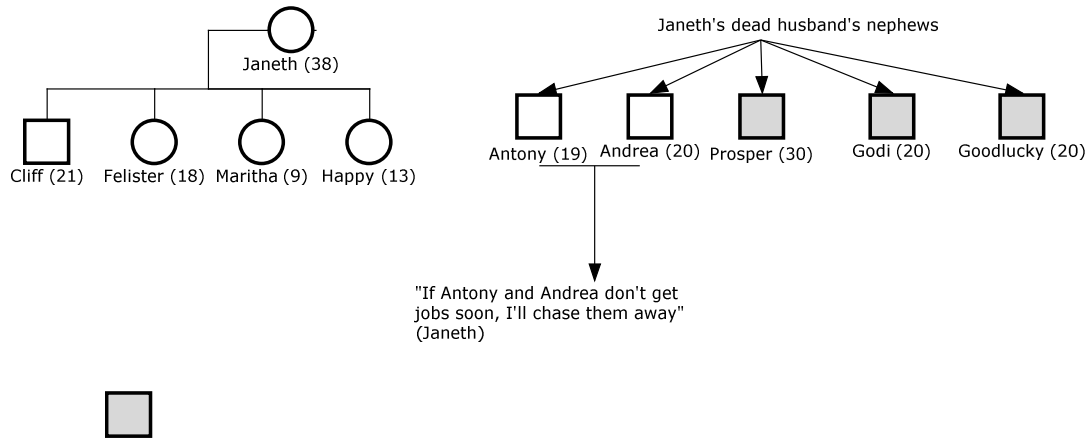 Janeth's dead husband's nephews
Janeth (38)
Antony (19) Andrea (20) Prosper (30) Godi (20) Goodlucky (20)
Cliff (21) Felister (18) Maritha (9) Happy (13)
"If Antony and Andrea don't get
jobs soon, I'll chase them away"
(Janeth)